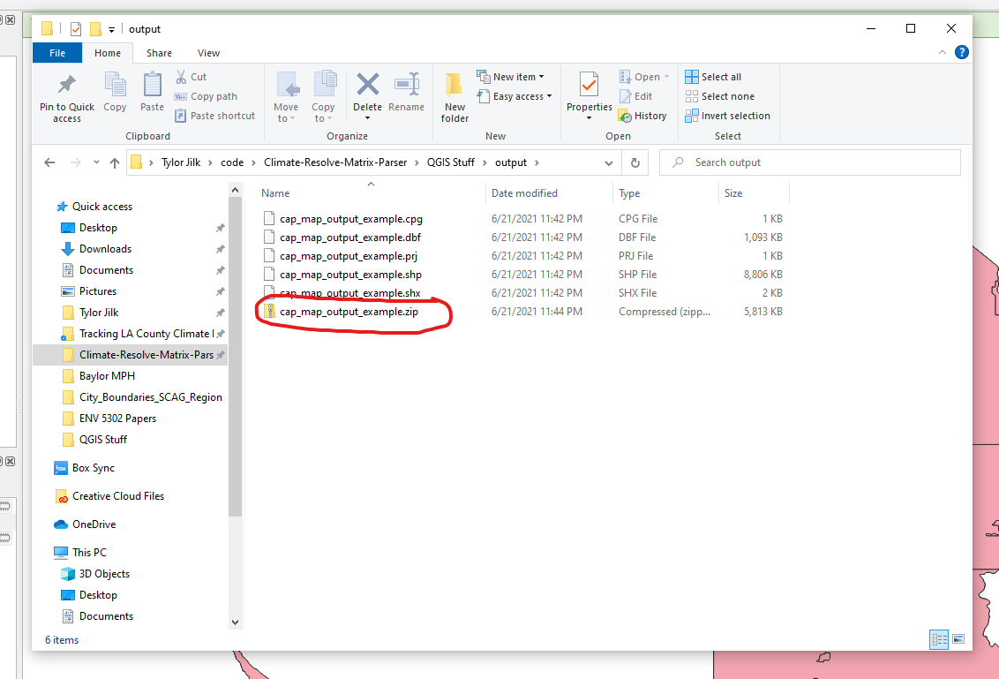 output
File Home Share View
Pin to Quick access
Copy
Paste
Cut
Copy path
Paste shortcut
Clipboard
Move to
Copy to
Delete
Rename
Organize
New folder
New item
Easy access
New
Properties
Open
Edit
History
Open
Select all
Select none
Invert selection
Select
Tylor Jilk > code > Climate-Resolve-Matrix-Parser > QGIS Stuff > output >
Search output
Quick access
Desktop
Downloads
Documents
Pictures
Tylor Jilk
Tracking LA County Climate
Climate-Resolve-Matrix-Pars
Baylor MPH
City_Boundaries_SCAG_Region
ENV 5302 Papers
QGIS Stuff
box Box Sync
Creative Cloud Files
OneDrive
This PC
3D Objects
Desktop
Documents
Name Date modified Type Size
cap_map_output_example.cpg 6/21/2021 11:42 PM CPG File 1 KB
cap_map_output_example.dbf 6/21/2021 11:42 PM DBF File 1,093 KB
cap_map_output_example.prj 6/21/2021 11:42 PM PRJ File 1 KB
cap_map_output_example.shp 6/21/2021 11:42 PM SHP File 8,806 KB
cap_map_output_example.shx 6/21/2021 11:42 PM SHX File 2 KB
cap_map_output_example.zip 6/21/2021 11:44 PM Compressed (zipp... 5,813 KB
6 items